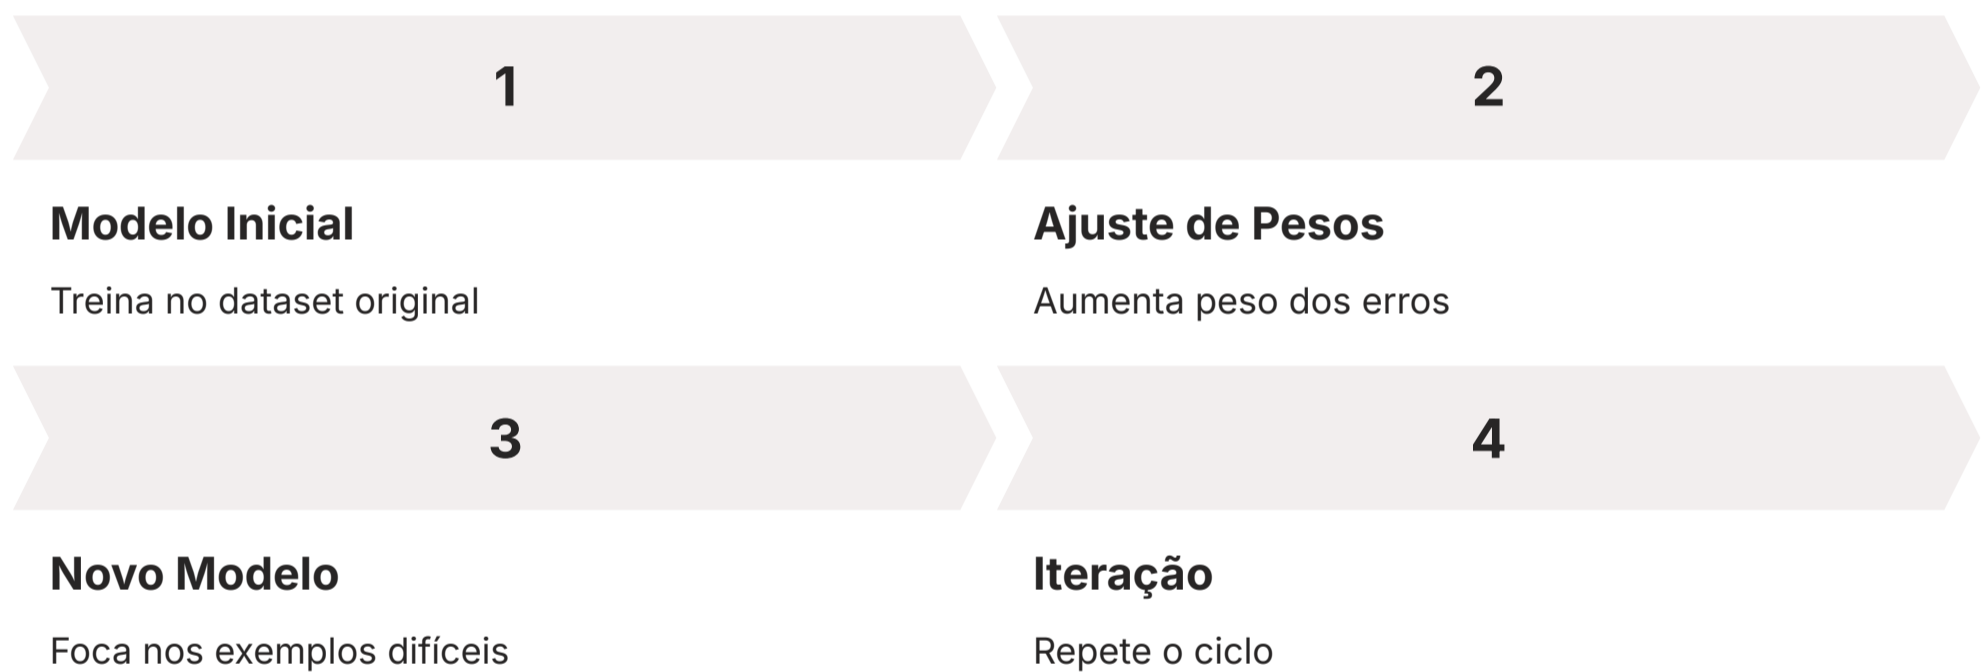 1
2
Modelo Inicial
Treina no dataset original
Ajuste de Pesos
Aumenta peso dos erros
3
4
Novo Modelo
Foca nos exemplos difíceis
Iteração
Repete o ciclo